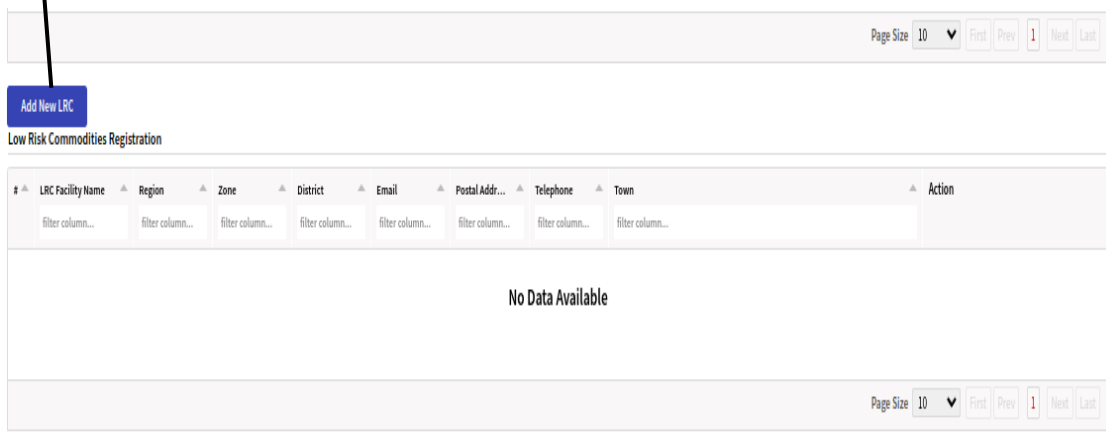 Page Size 10 First Prev 1 Next Last
Add New LRC
Low Risk Commodities Registration
# LRC Facility Name Region Zone District Email Postal Addr... Telephone Town Action
filter column... filter column... filter column... filter column... filter column... filter column... filter column... filter column...
No Data Available
Page Size 10 First Prev 1 Next Last